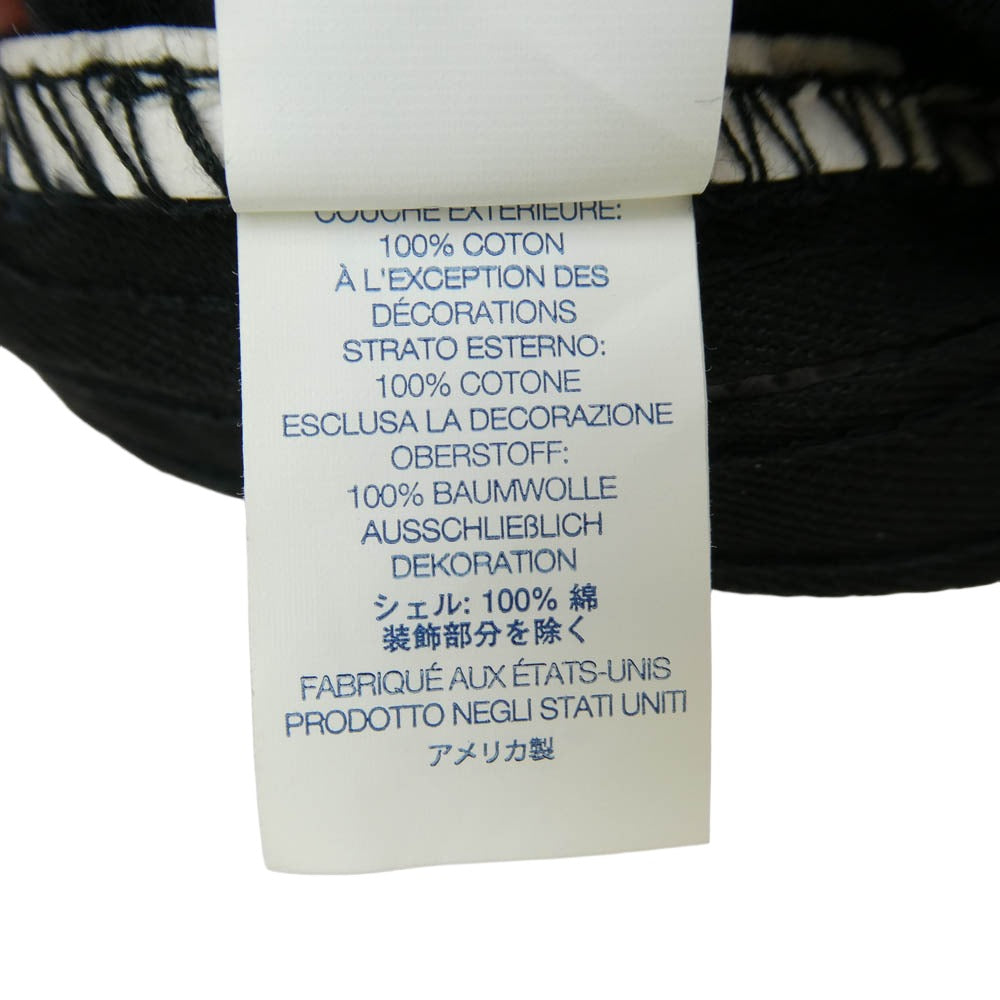 COUCHE EXTÉRIEURE:
100% COTON
À L'EXCEPTION DES
DÉCORATIONS
STRATO ESTERNO:
100% COTONE
ESCLUSA LA DECORAZIONE
OBERSTOFF:
100% BAUMWOLLE
AUSSCHLIEßLICH
DEKORATION
シェル: 100% 綿
装飾部分を除く
FABRIQUÉ AUX ÉTATS-UNIS
PRODOTTO NEGLI STATI UNITI
アメリカ製